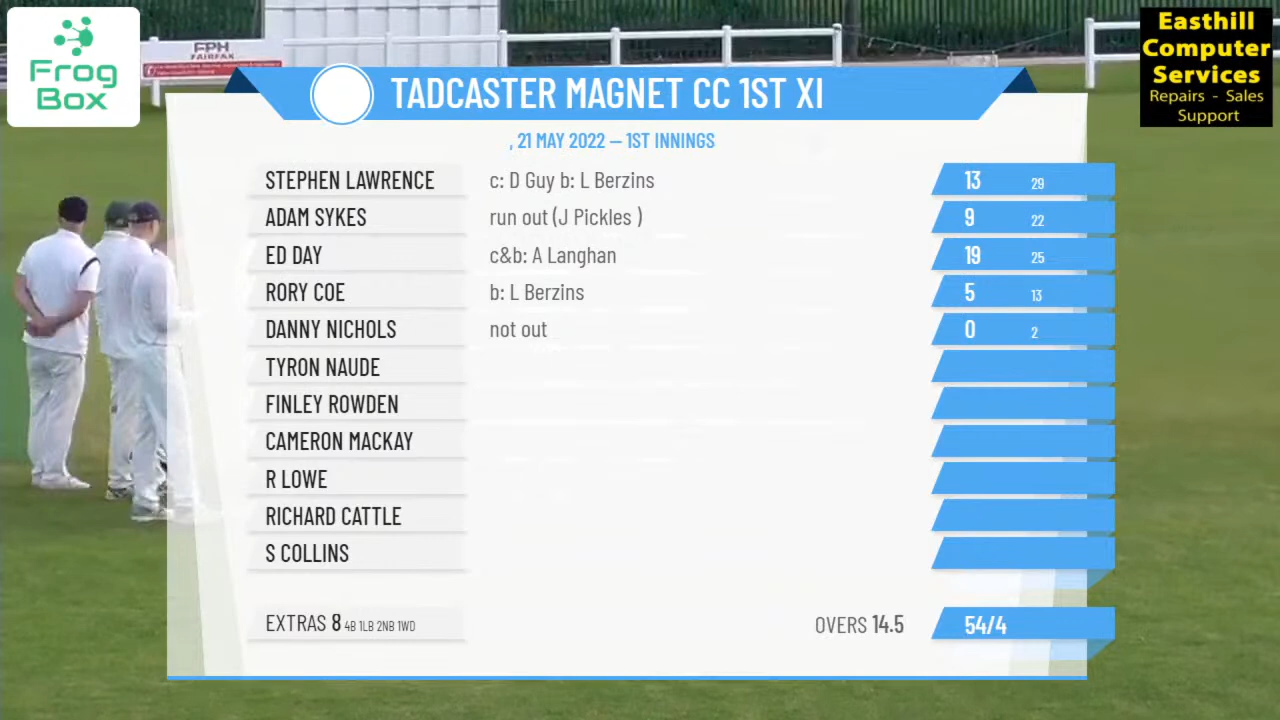 Frog
Box
FPH
FAIRFAX
Easthill
Computer
Services
Repairs - Sales
Support
TADCASTER MAGNET CC 1ST XI
, 21 MAY 2022 – 1ST INNINGS
STEPHEN LAWRENCE c: D Guy b: L Berzins 13 29
ADAM SYKES run out (J Pickles ) 9 22
ED DAY c&b: A Langhan 19 25
RORY COE b: L Berzins 5 13
DANNY NICHOLS not out 0 2
TYRON NAUDE
FINLEY ROWDEN
CAMERON MACKAY
R LOWE
RICHARD CATTLE
S COLLINS
EXTRAS 8 4B 1LB 2NB 1WD OVERS 14.5 54/4